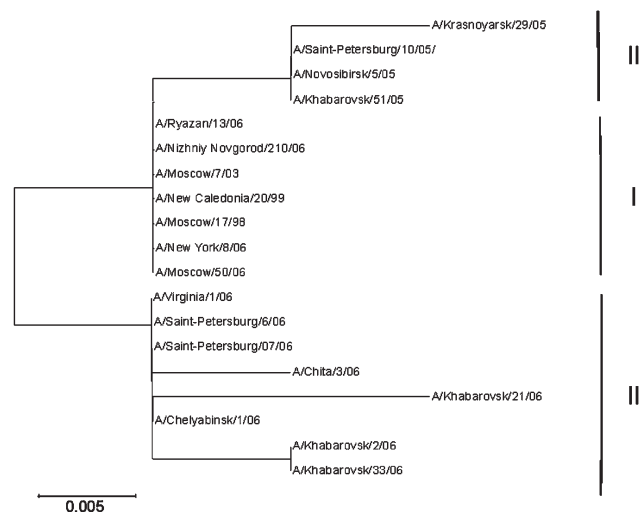 A/Krasnoyarsk/29/05
A/Saint-Petersburg/10/05/
II
A/Novosibirsk/5/05
A/Khabarovsk/51/05
A/Ryazan/13/06
A/Nizhniy Novgorod/210/06
A/Moscow/7/03
A/New Caledonia/20/99
I
A/Moscow/17/98
A/New York/8/06
A/Moscow/50/06
A/Virginia/1/06
A/Saint-Petersburg/6/06
A/Saint-Petersburg/07/06
A/Chita/3/06
A/Khabarovsk/21/06
II
A/Chelyabinsk/1/06
A/Khabarovsk/2/06
A/Khabarovsk/33/06
0.005